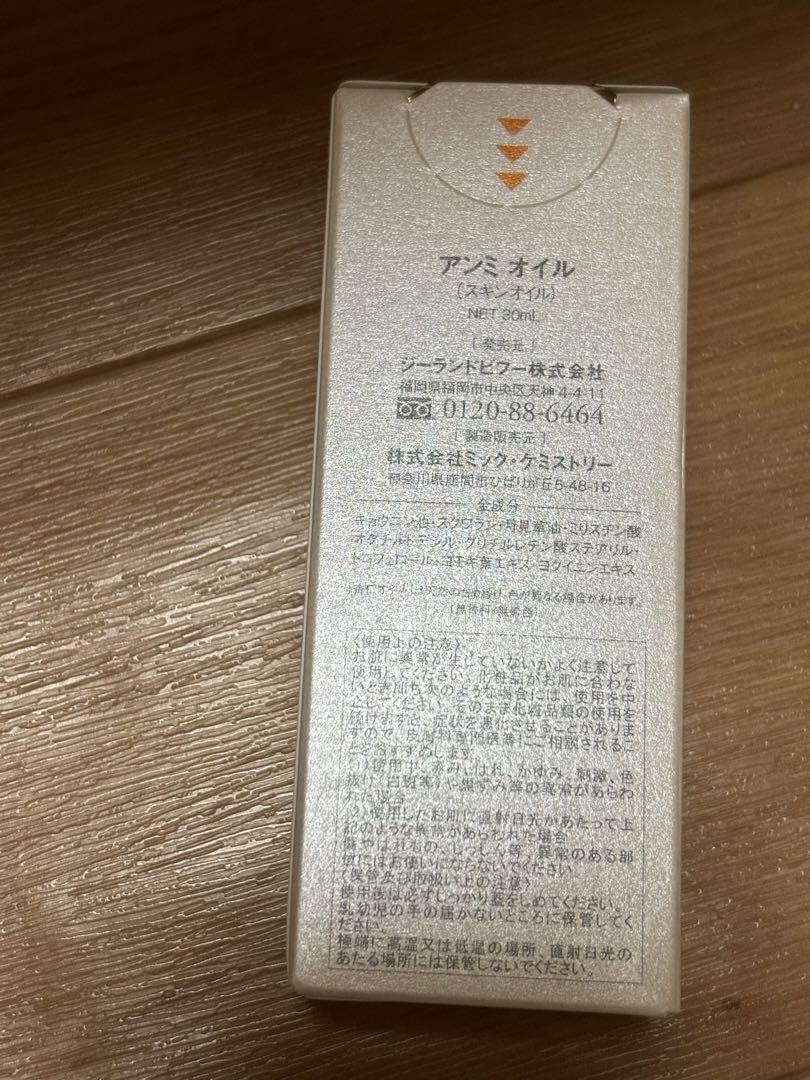 アンミ オイル
〔スキンオイル〕
NET 30mL
[ 発売元 ]
ジーランドビフー株式会社
福岡県福岡市中央区天神4-4-11
0120-88-6464
[ 製造販売元 ]
株式会社ミック・ケミストリー
神奈川県座間市ひばりが丘5-48-16
全成分
キョウニン油・スクワラン・月見草油・ミリスチン酸
オクチルドデシル・グリチルレチン酸ステアリル・
トコフェロール・ヨモギ葉エキス・ヨクイニンエキス
天然のため 色が異なる場合があります。
(無香料・無着色)
〈使用上の注意〉
お肌に異常が生じていないかよく注意して
使用してください。化粧品がお肌に合わな
いとき即ち次のような場合には、使用を中
止してください。そのまま化粧品類の使用を
続けますと、症状を悪化させることがありま
すので、皮膚科専門医等にご相談されるこ
とをおすすめします。
(1)使用中、赤み、はれ、かゆみ、刺激、色
抜け(白斑等)や黒ずみ等の異常があらわ
れた場合
(2)使用したお肌に直射日光があたって上
記のような異常があらわれた場合
傷やはれもの、しっしん等、異常のある部
位にはお使いにならないでください。
〈保管及び取扱い上の注意〉
使用後は必ずしっかり蓋をしめてください。
乳幼児の手の届かないところに保管してく
ださい。
極端に高温又は低温の場所、直射日光の
あたる場所には保管しないでください。